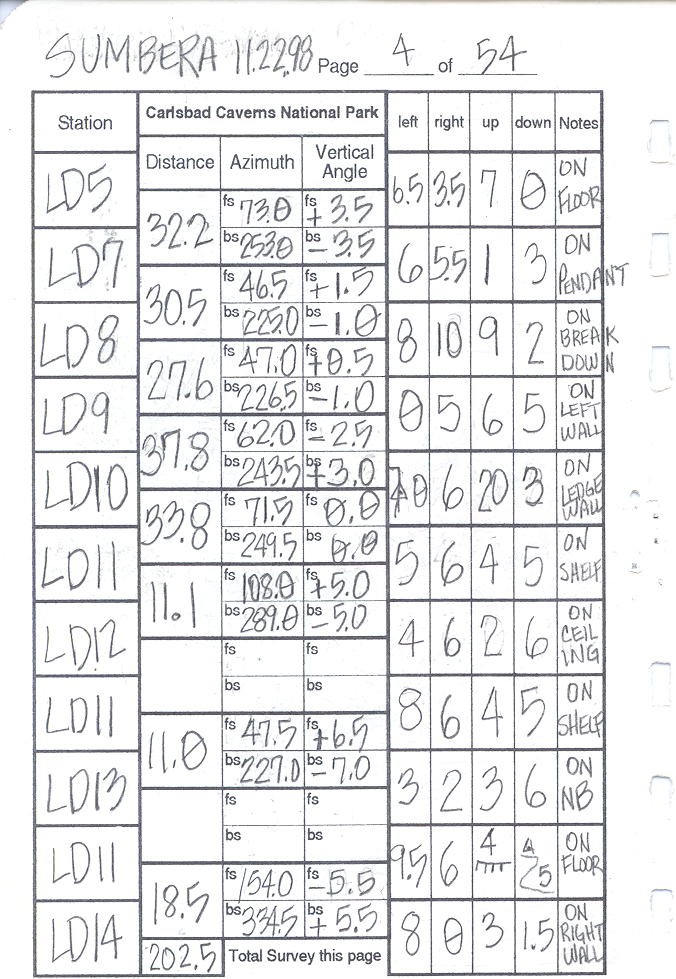 SUMBERA 11.22.98 Page 4 of 54
Station Carlsbad Caverns National Park left right up down Notes
Distance Azimuth Vertical Angle
LD5 6.5 3.5 7 0 ON FLOOR
32.2 fs 73.0 fs +3.5
bs 253.0 bs -3.5
LD7 6 5.5 1 3 ON PENDANT
30.5 fs 46.5 fs +1.5
bs 225.0 bs -1.0
LD8 8 10 9 2 ON BREAKDOWN
27.6 fs 47.0 fs +0.5
bs 226.5 bs -1.0
LD9 0 5 6 5 ON LEFT WALL
37.8 fs 62.0 fs -2.5
bs 243.5 bs +3.0
LD10 0 6 20 3 ON LEDGE WALL
33.8 fs 71.5 fs 0.0
bs 249.5 bs 0.0
LD11 5 6 4 5 ON SHELF
11.1 fs 108.0 fs +5.0
bs 289.0 bs -5.0
LD12 4 6 2 6 ON CEILING
fs fs
bs bs
LD11 8 6 4 5 ON SHELF
11.0 fs 47.5 fs +6.5
bs 227.0 bs -7.0
LD13 3 2 3 6 ON NB
fs fs
bs bs
LD11 9.5 6 4 5 ON FLOOR
18.5 fs 154.0 fs -5.5
bs 334.5 bs +5.5
LD14 8 0 3 1.5 ON RIGHT WALL
202.5 Total Survey this page